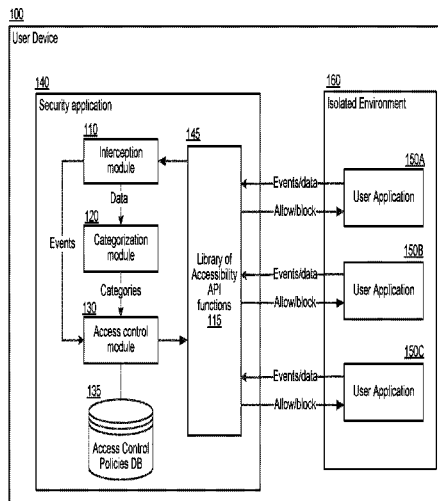 100
User Device
140
Security application
110
Interception
module
Data
120
Categorization
module
Categories
130
Access control
module
Events
135
Access Control
Policies DB
145
Library of
Accessibility
API
functions
115
160
Isolated Environment
150A
Events/data
User Application
Allow/block
150B
Events/data
User Application
Allow/block
150C
Events/data
User Application
Allow/block